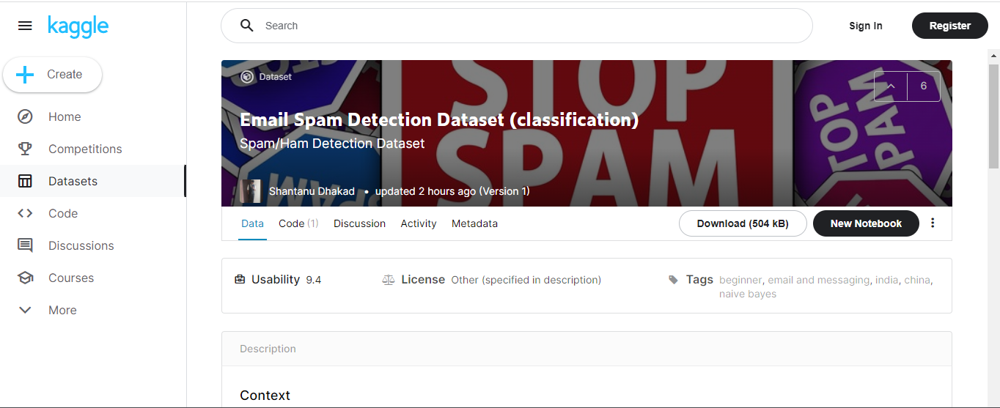 kaggle
Search
Sign In
Register
Create
Home
Competitions
Datasets
Code
Discussions
Courses
More
Dataset
6
STOP
SPAM
STOP
SPAM
Email Spam Detection Dataset (classification)
Spam/Ham Detection Dataset
Shantanu Dhakad • updated 2 hours ago (Version 1)
Data
Code (1)
Discussion
Activity
Metadata
Download (504 kB)
New Notebook
Usability 9.4
License Other (specified in description)
Tags beginner, email and messaging, india, china,
naive bayes
Description
Context